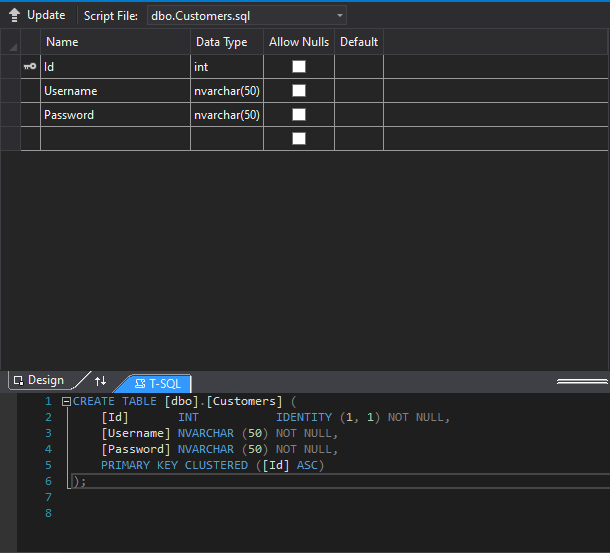 Update Script File: dbo.Customers.sql
Name Data Type Allow Nulls Default
Id int
Username nvarchar(50)
Password nvarchar(50)
Design T-SQL
1 CREATE TABLE [dbo].[Customers] (
2 [Id] INT IDENTITY (1, 1) NOT NULL,
3 [Username] NVARCHAR (50) NOT NULL,
4 [Password] NVARCHAR (50) NOT NULL,
5 PRIMARY KEY CLUSTERED ([Id] ASC)
6 );
7
8